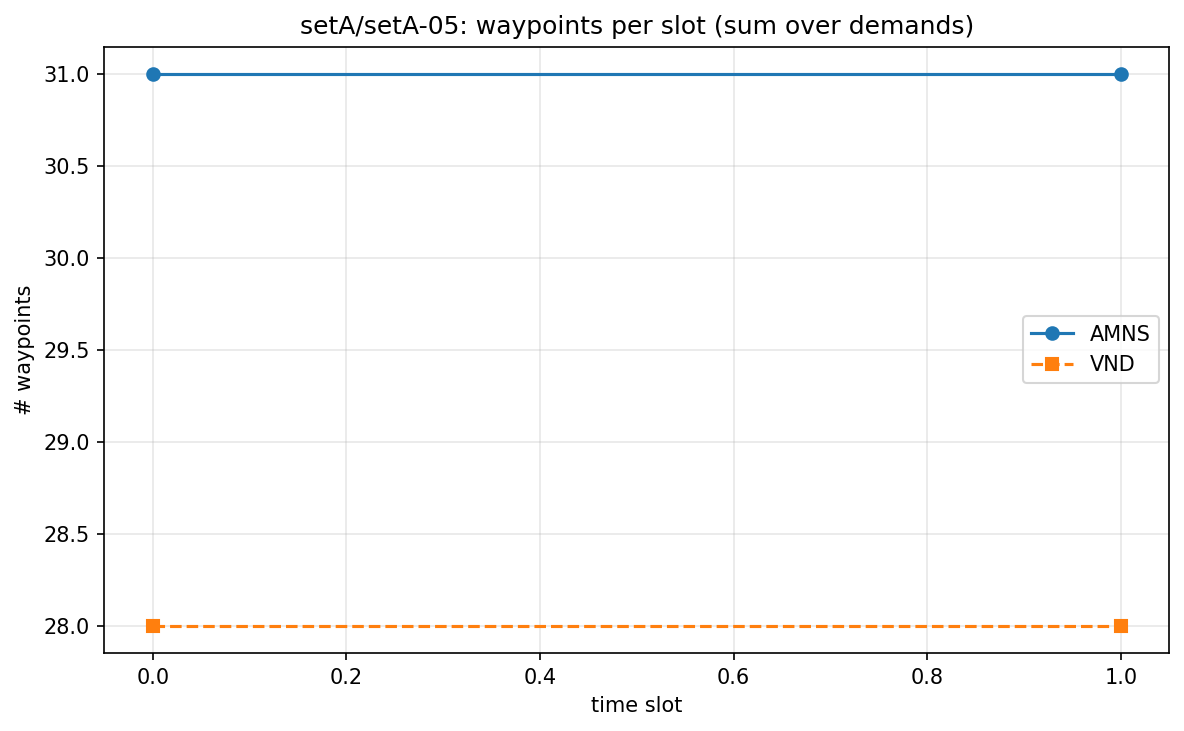 setA/setA-05: waypoints per slot (sum over demands)
31.0
30.5
30.0
29.5
29.0
28.5
28.0
# waypoints
AMNS
VND
0.0 0.2 0.4 0.6 0.8 1.0
time slot